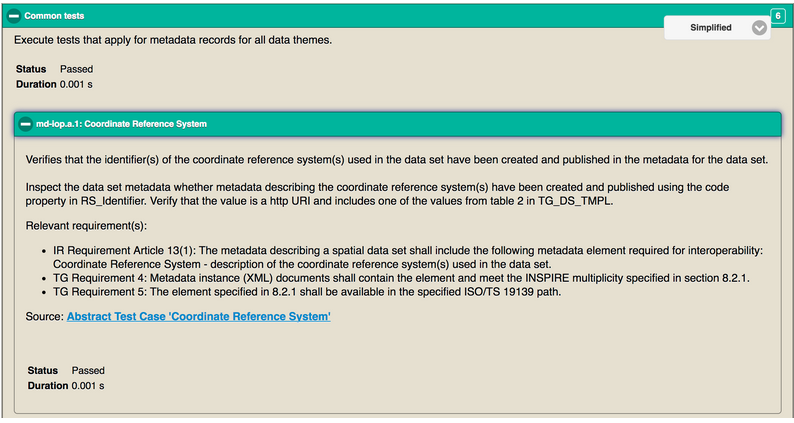 Common tests
6
Simplified
Execute tests that apply for metadata records for all data themes.
Status Passed
Duration 0.001 s
md-iop.a.1: Coordinate Reference System
Verifies that the identifier(s) of the coordinate reference system(s) used in the data set have been created and published in the metadata for the data set.
Inspect the data set metadata whether metadata describing the coordinate reference system(s) have been created and published using the code
property in RS_Identifier. Verify that the value is a http URI and includes one of the values from table 2 in TG_DS_TMPL.
Relevant requirement(s):
• IR Requirement Article 13(1): The metadata describing a spatial data set shall include the following metadata element required for interoperability:
Coordinate Reference System - description of the coordinate reference system(s) used in the data set.
• TG Requirement 4: Metadata instance (XML) documents shall contain the element and meet the INSPIRE multiplicity specified in section 8.2.1.
• TG Requirement 5: The element specified in 8.2.1 shall be available in the specified ISO/TS 19139 path.
Source: Abstract Test Case 'Coordinate Reference System'
Status Passed
Duration 0.001 s